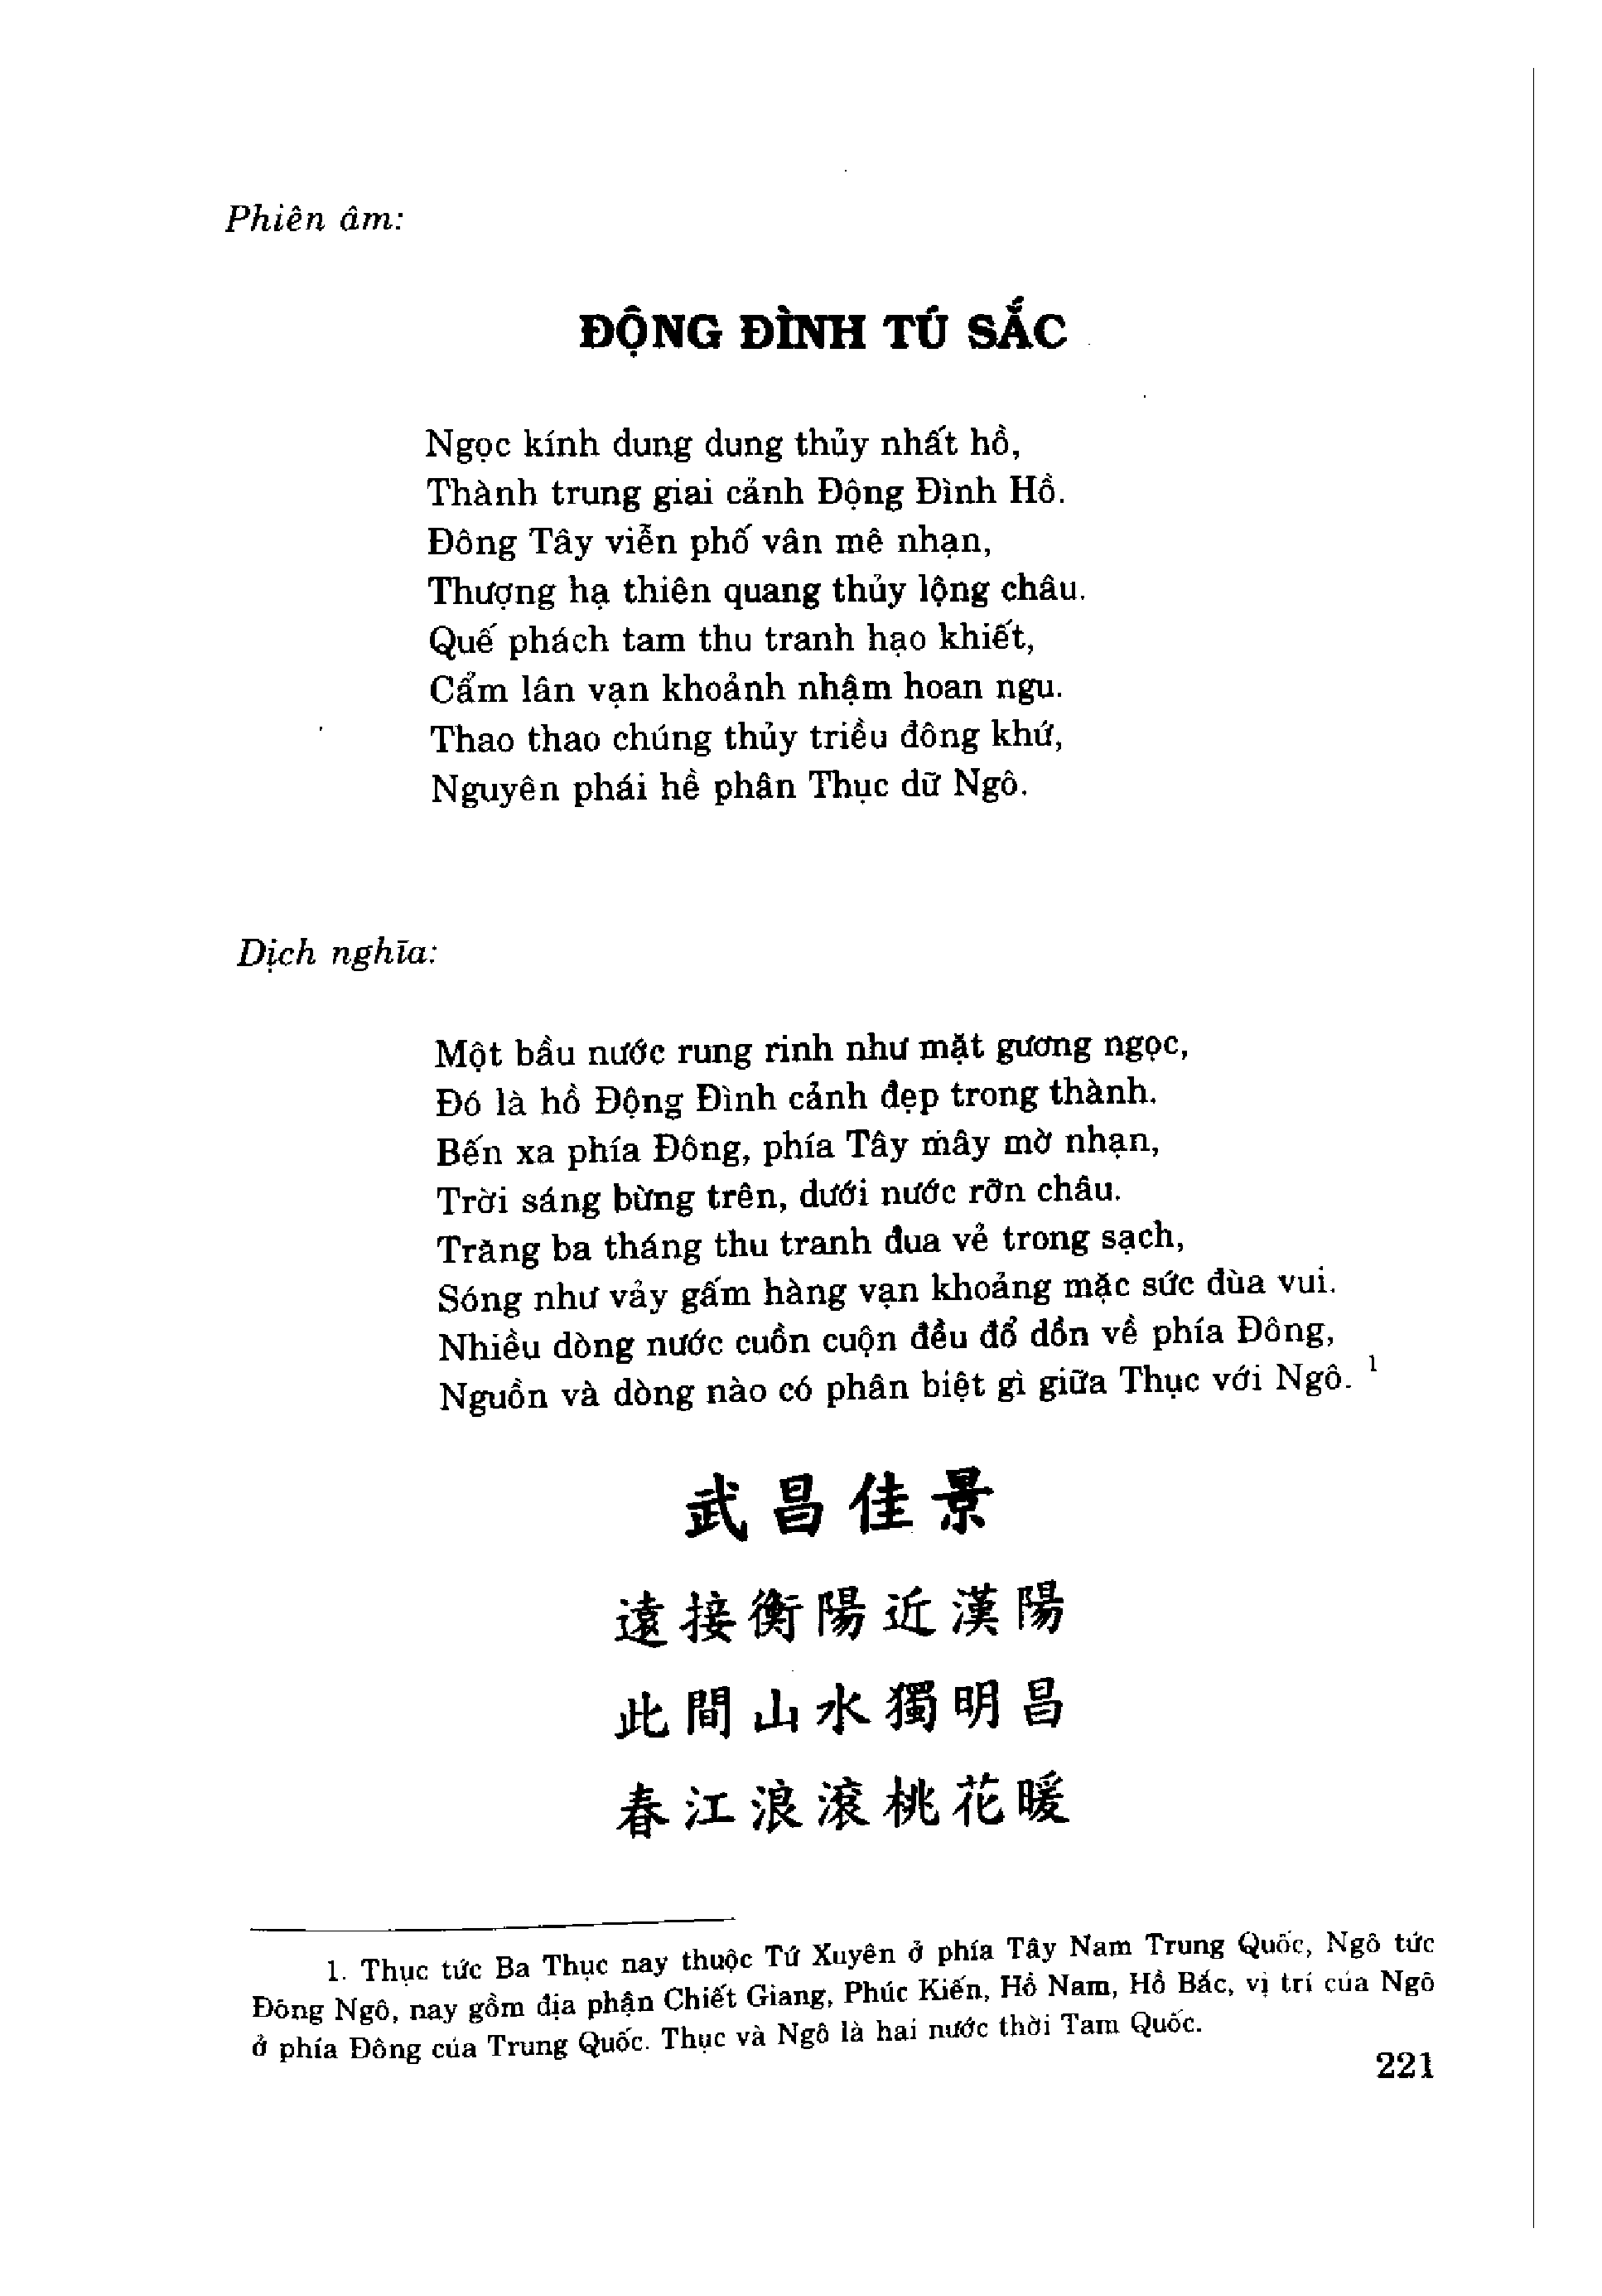 Phiên âm:
ĐỘNG ĐÌNH TÚ SẮC
Ngọc kính dung dung thủy nhất hồ,
Thành trung giai cảnh Động Đình Hồ.
Đông Tây viễn phố vân mê nhạn,
Thượng hạ thiên quang thủy lộng châu.
Quế phách tam thu tranh hạo khiết,
Cẩm lân vạn khoảnh nhậm hoan ngu.
Thao thao chúng thủy triều đông khứ,
Nguyên phái hề phân Thục dữ Ngô.
Dịch nghĩa:
Một bầu nước rung rinh như mặt gương ngọc,
Đó là hồ Động Đình cảnh đẹp trong thành.
Bến xa phía Đông, phía Tây mây mờ nhạn,
Trời sáng bừng trên, dưới nước rỡn châu.
Trăng ba tháng thu tranh đua vẻ trong sạch,
Sóng như vảy gấm hàng vạn khoảng mặc sức đùa vui.
Nhiều dòng nước cuồn cuộn đều đổ dồn về phía Đông,
Nguồn và dòng nào có phân biệt gì giữa Thục với Ngô. 1
武昌佳景
遠接衡陽近漢陽
此間山水獨明昌
春江浪滾桃花暖
1. Thục tức Ba Thục nay thuộc Tứ Xuyên ở phía Tây Nam Trung Quốc, Ngô tức
Đông Ngô, nay gồm địa phận Chiết Giang, Phúc Kiến, Hồ Nam, Hồ Bắc, vị trí của Ngô
ở phía Đông của Trung Quốc. Thục và Ngô là hai nước thời Tam Quốc.
221